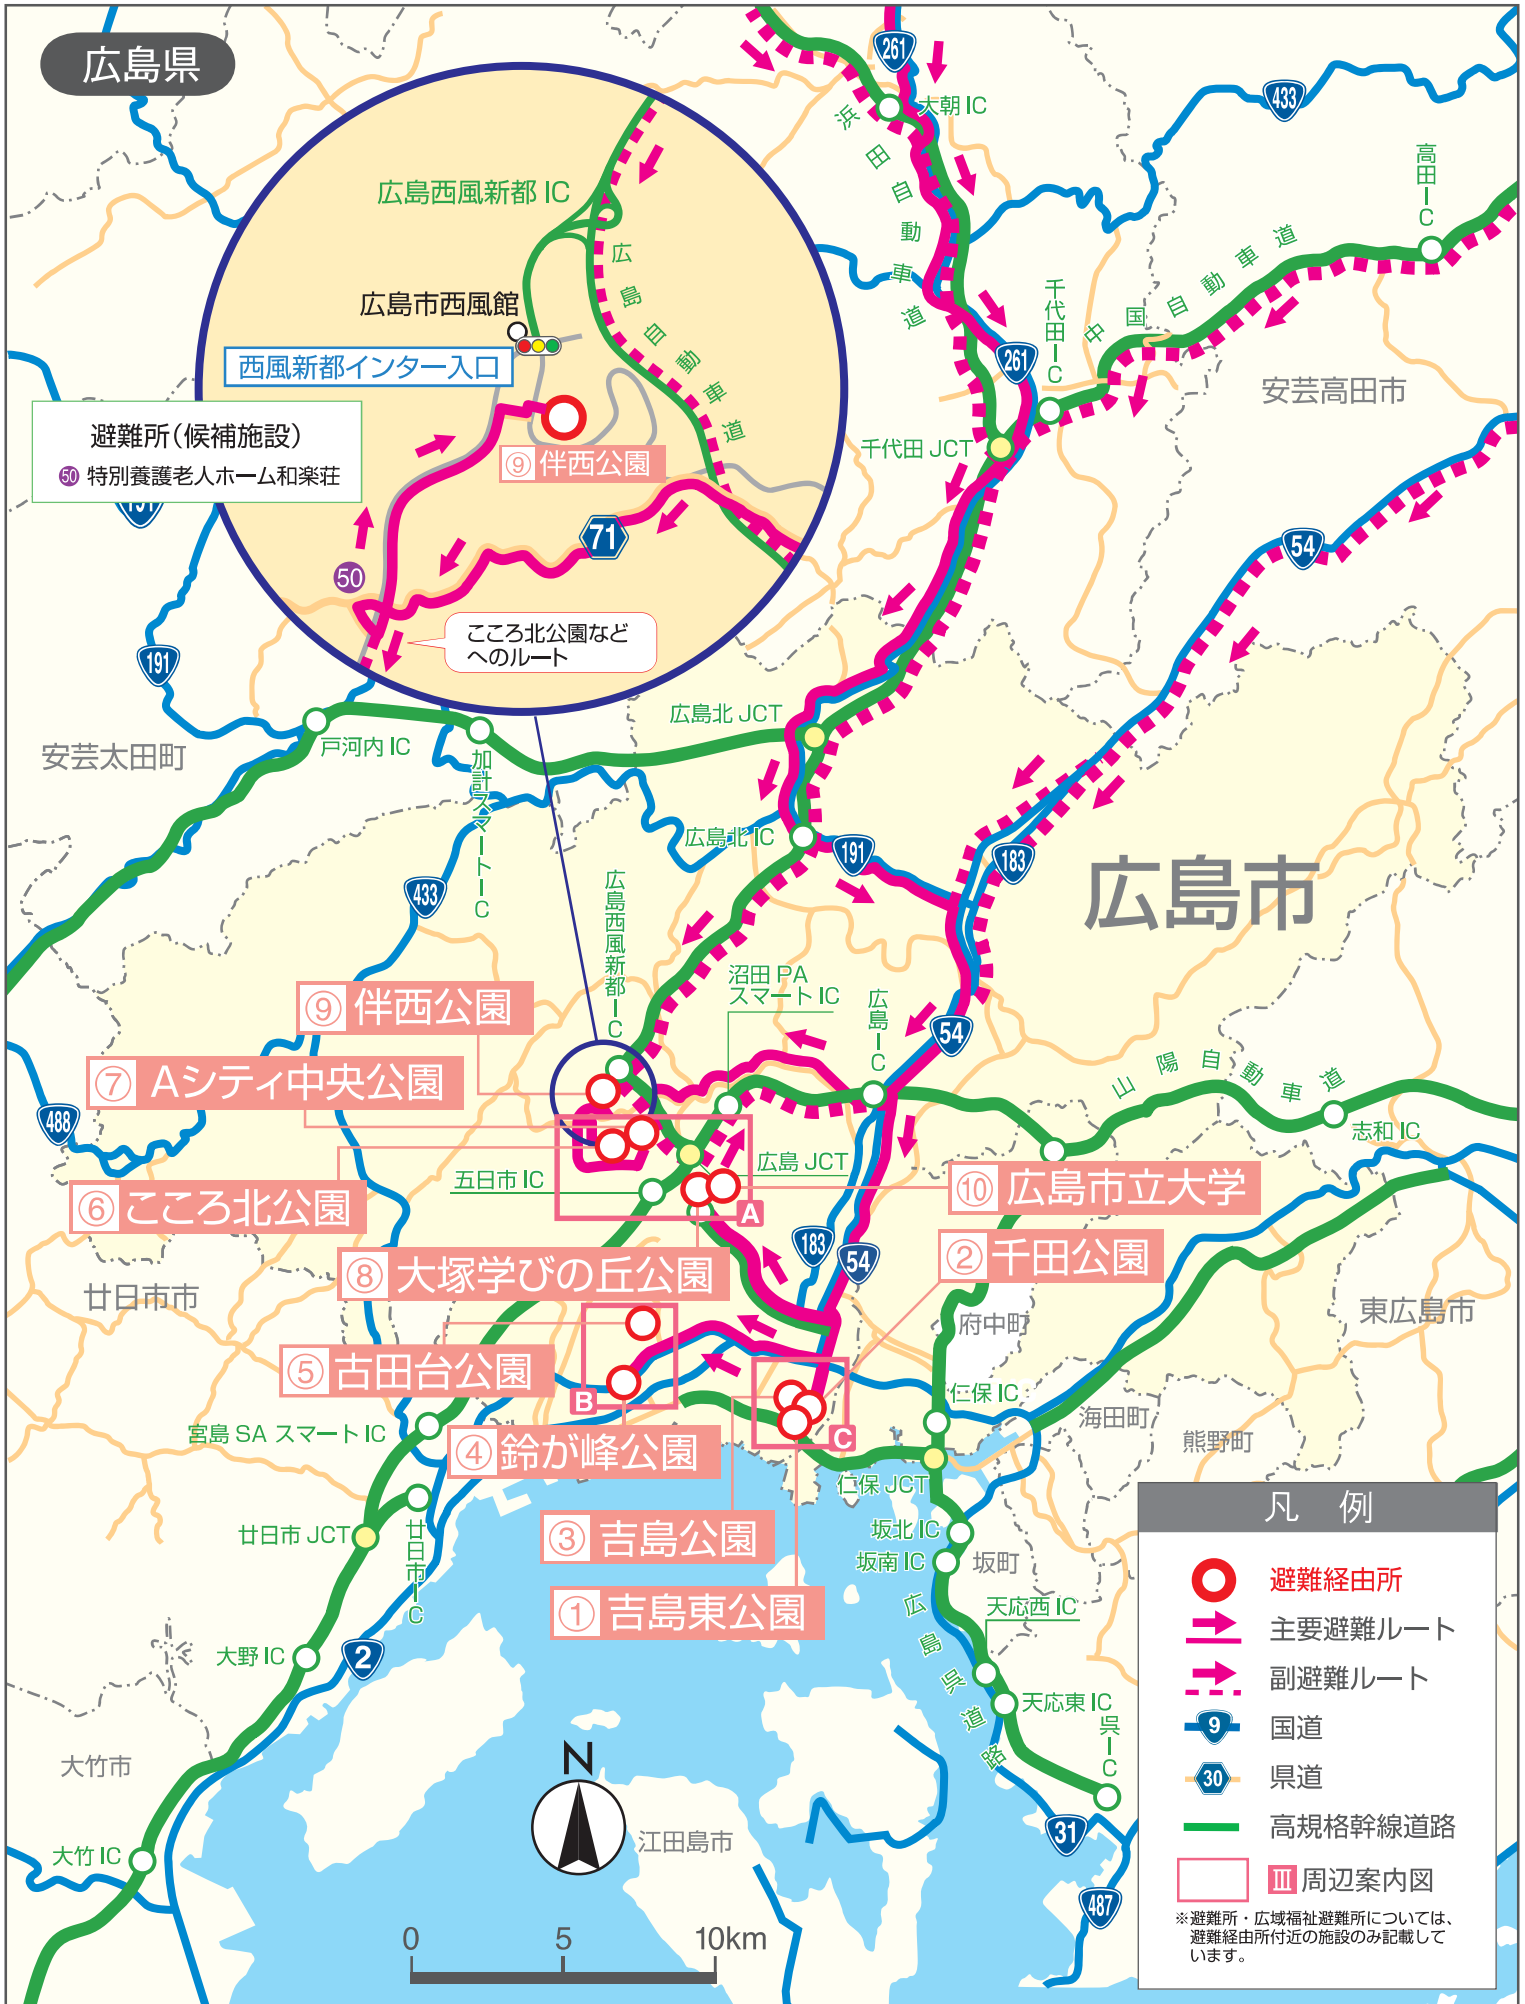 広島県
261
大朝 IC
433
高田IC
浜田自動車道
広島西風新都 IC
広島自動車道
広島市西風館
西風新都インター入口
避難所（候補施設）
50 特別養護老人ホーム和楽荘
⑨ 伴西公園
71
50
こころ北公園など
へのルート
191
中国自動車道
千代田IC
261
安芸高田市
千代田 JCT
54
191
安芸太田町
戸河内 IC
加計スマートIC
広島北 JCT
広島北 IC
191
183
広島市
433
広島西風新都IC
沼田 PA
スマート IC
広島IC
54
⑨ 伴西公園
⑦ Aシティ中央公園
488
山陽自動車道
志和 IC
五日市 IC
広島 JCT
⑩ 広島市立大学
A
⑥ こころ北公園
183
54
② 千田公園
⑧ 大塚学びの丘公園
廿日市市
府中町
東広島市
⑤ 古田台公園
B
仁保 IC
海田町
熊野町
宮島 SA スマート IC
④ 鈴が峰公園
C
仁保 JCT
廿日市 JCT
廿日市IC
③ 吉島公園
坂北 IC
坂南 IC
坂町
① 吉島東公園
広島呉道路
天応西 IC
大野 IC
2
天応東 IC
呉IC
大竹市
N
江田島市
31
大竹 IC
487
0 5 10km
凡 例
避難経由所
主要避難ルート
副避難ルート
9 国道
30 県道
高規格幹線道路
Ⅲ 周辺案内図
※避難所・広域福祉避難所については、
避難経由所付近の施設のみ記載して
います。